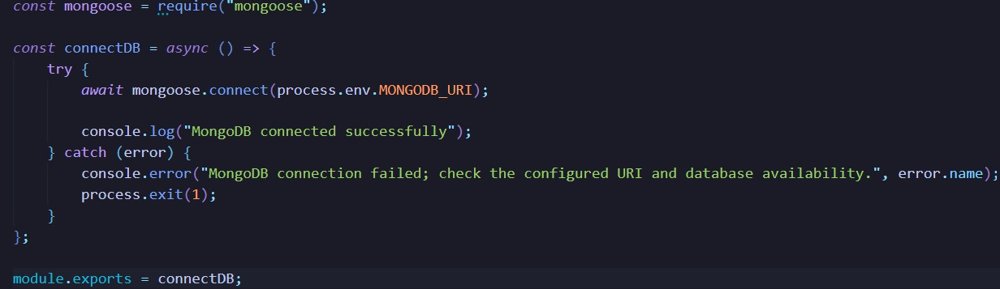 const mongoose = require("mongoose");
const connectDB = async () => {
try {
await mongoose.connect(process.env.MONGODB_URI);
console.log("MongoDB connected successfully");
} catch (error) {
console.error("MongoDB connection failed; check the configured URI and database availability.", error.name);
process.exit(1);
}
};
module.exports = connectDB;